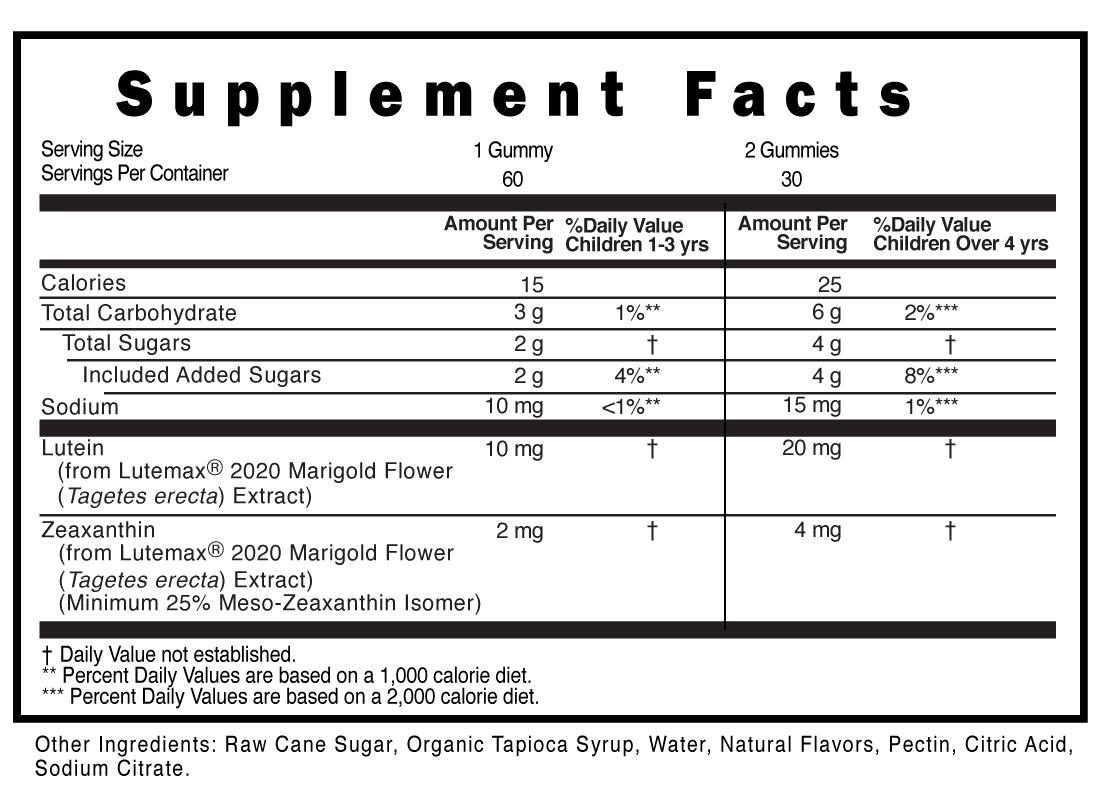 Supplement Facts
Serving Size 1 Gummy 2 Gummies
Servings Per Container 60 30
Amount Per Serving %Daily Value Children 1-3 yrs Amount Per Serving %Daily Value Children Over 4 yrs
Calories 15 25
Total Carbohydrate 3 g 1%** 6 g 2%***
Total Sugars 2 g † 4 g †
Included Added Sugars 2 g 4%** 4 g 8%***
Sodium 10 mg <1%** 15 mg 1%***
Lutein 10 mg † 20 mg †
(from Lutemax® 2020 Marigold Flower
(Tagetes erecta) Extract)
Zeaxanthin 2 mg † 4 mg †
(from Lutemax® 2020 Marigold Flower
(Tagetes erecta) Extract)
(Minimum 25% Meso-Zeaxanthin Isomer)
† Daily Value not established.
** Percent Daily Values are based on a 1,000 calorie diet.
*** Percent Daily Values are based on a 2,000 calorie diet.
Other Ingredients: Raw Cane Sugar, Organic Tapioca Syrup, Water, Natural Flavors, Pectin, Citric Acid,
Sodium Citrate.